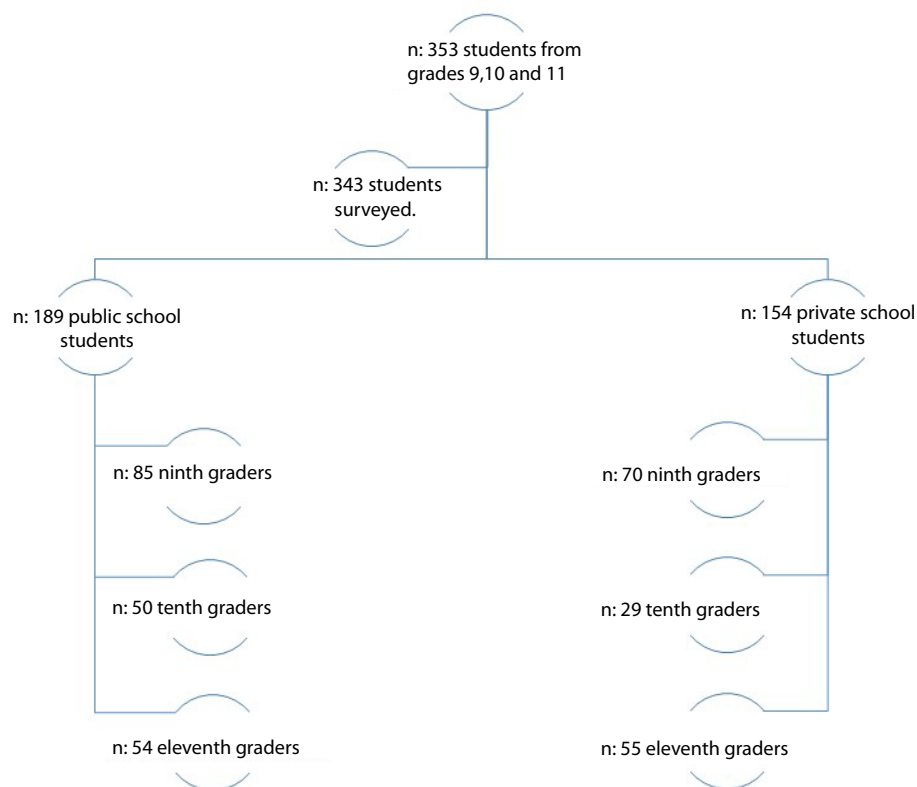 n: 353 students from
grades 9,10 and 11
n: 343 students
surveyed.
n: 189 public school
students
n: 154 private school
students
n: 85 ninth graders
n: 70 ninth graders
n: 50 tenth graders
n: 29 tenth graders
n: 54 eleventh graders
n: 55 eleventh graders